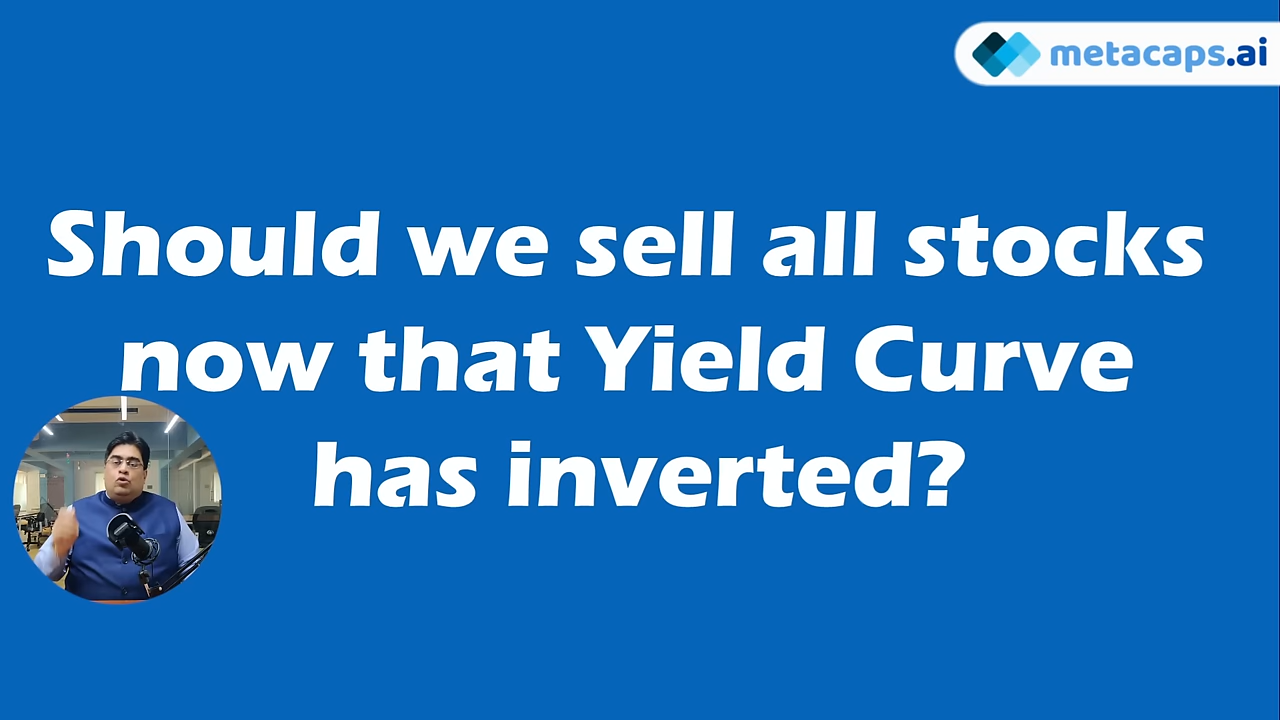 metacaps.ai
Should we sell all stocks
now that Yield Curve
has inverted?